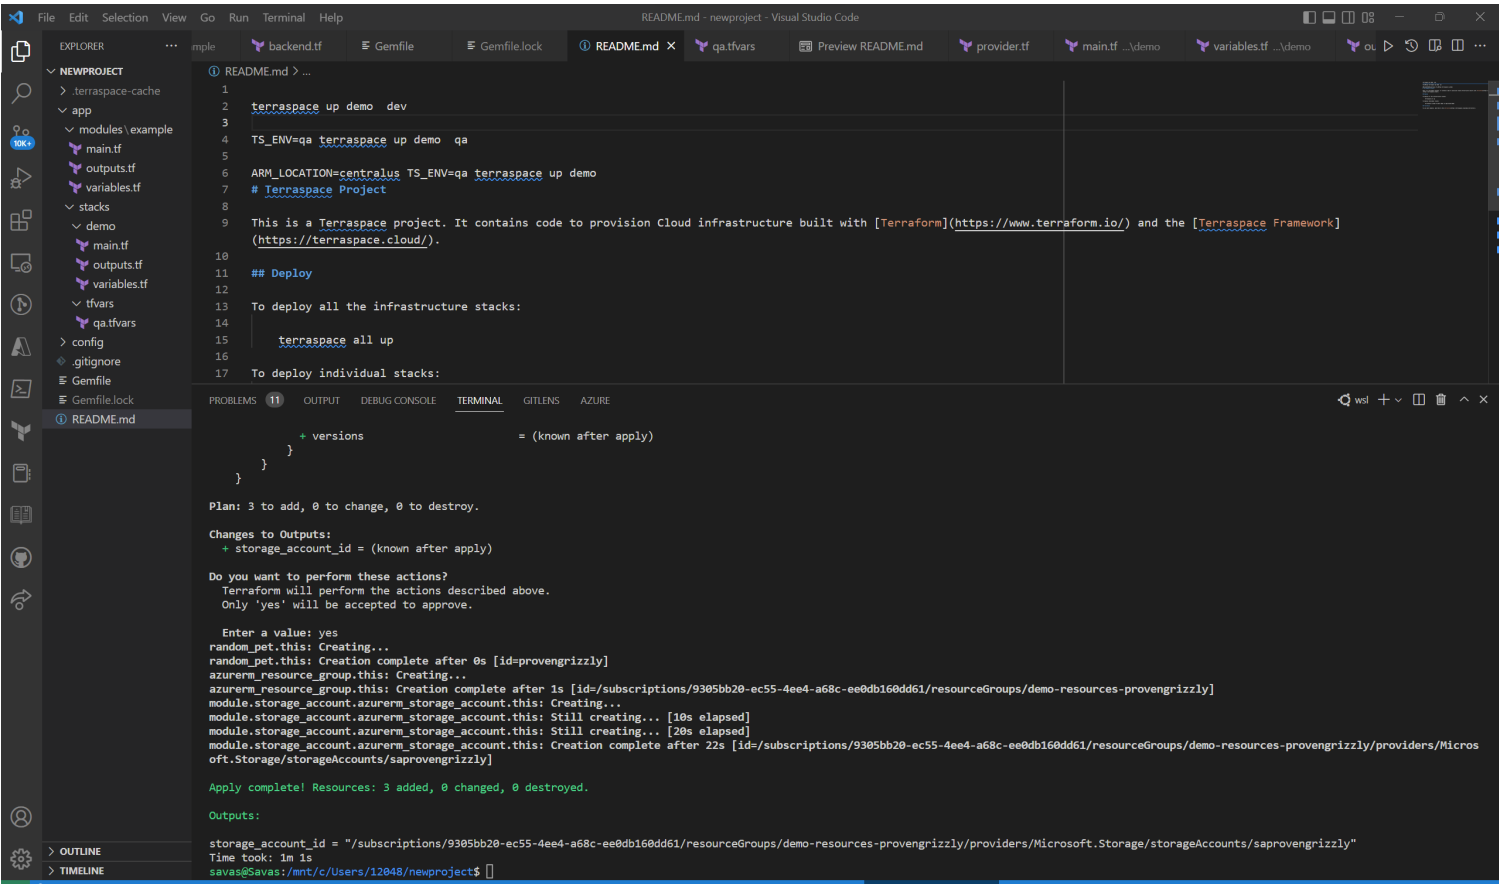 File Edit Selection View Go Run Terminal Help README.md - newproject - Visual Studio Code
EXPLORER ··· mple backend.tf Gemfile Gemfile.lock README.md × qa.tfvars Preview README.md provider.tf main.tf ...\demo variables.tf ...\demo ou ···
NEWPROJECT
.terraspace-cache
app
modules\example
main.tf
outputs.tf
variables.tf
stacks
demo
main.tf
outputs.tf
variables.tf
tfvars
qa.tfvars
config
.gitignore
Gemfile
Gemfile.lock
README.md
OUTLINE
TIMELINE
10K+
README.md > ...
1
2 terraspace up demo dev
3
4 TS_ENV=qa terraspace up demo qa
5
6 ARM_LOCATION=centralus TS_ENV=qa terraspace up demo
7 # Terraspace Project
8
9 This is a Terraspace project. It contains code to provision Cloud infrastructure built with [Terraform](https://www.terraform.io/) and the [Terraspace Framework]
(https://terraspace.cloud/).
10
11 ## Deploy
12
13 To deploy all the infrastructure stacks:
14
15 terraspace all up
16
17 To deploy individual stacks:
PROBLEMS 11 OUTPUT DEBUG CONSOLE TERMINAL GITLENS AZURE wsl
+ versions = (known after apply)
}
}
}
Plan: 3 to add, 0 to change, 0 to destroy.
Changes to Outputs:
+ storage_account_id = (known after apply)
Do you want to perform these actions?
Terraform will perform the actions described above.
Only 'yes' will be accepted to approve.
Enter a value: yes
random_pet.this: Creating...
random_pet.this: Creation complete after 0s [id=provengrizzly]
azurerm_resource_group.this: Creating...
azurerm_resource_group.this: Creation complete after 1s [id=/subscriptions/9305bb20-ec55-4ee4-a68c-ee0db160dd61/resourceGroups/demo-resources-provengrizzly]
module.storage_account.azurerm_storage_account.this: Creating...
module.storage_account.azurerm_storage_account.this: Still creating... [10s elapsed]
module.storage_account.azurerm_storage_account.this: Still creating... [20s elapsed]
module.storage_account.azurerm_storage_account.this: Creation complete after 22s [id=/subscriptions/9305bb20-ec55-4ee4-a68c-ee0db160dd61/resourceGroups/demo-resources-provengrizzly/providers/Micros
oft.Storage/storageAccounts/saprovengrizzly]
Apply complete! Resources: 3 added, 0 changed, 0 destroyed.
Outputs:
storage_account_id = "/subscriptions/9305bb20-ec55-4ee4-a68c-ee0db160dd61/resourceGroups/demo-resources-provengrizzly/providers/Microsoft.Storage/storageAccounts/saprovengrizzly"
Time took: 1m 1s
savas@Savas:/mnt/c/Users/12048/newproject$